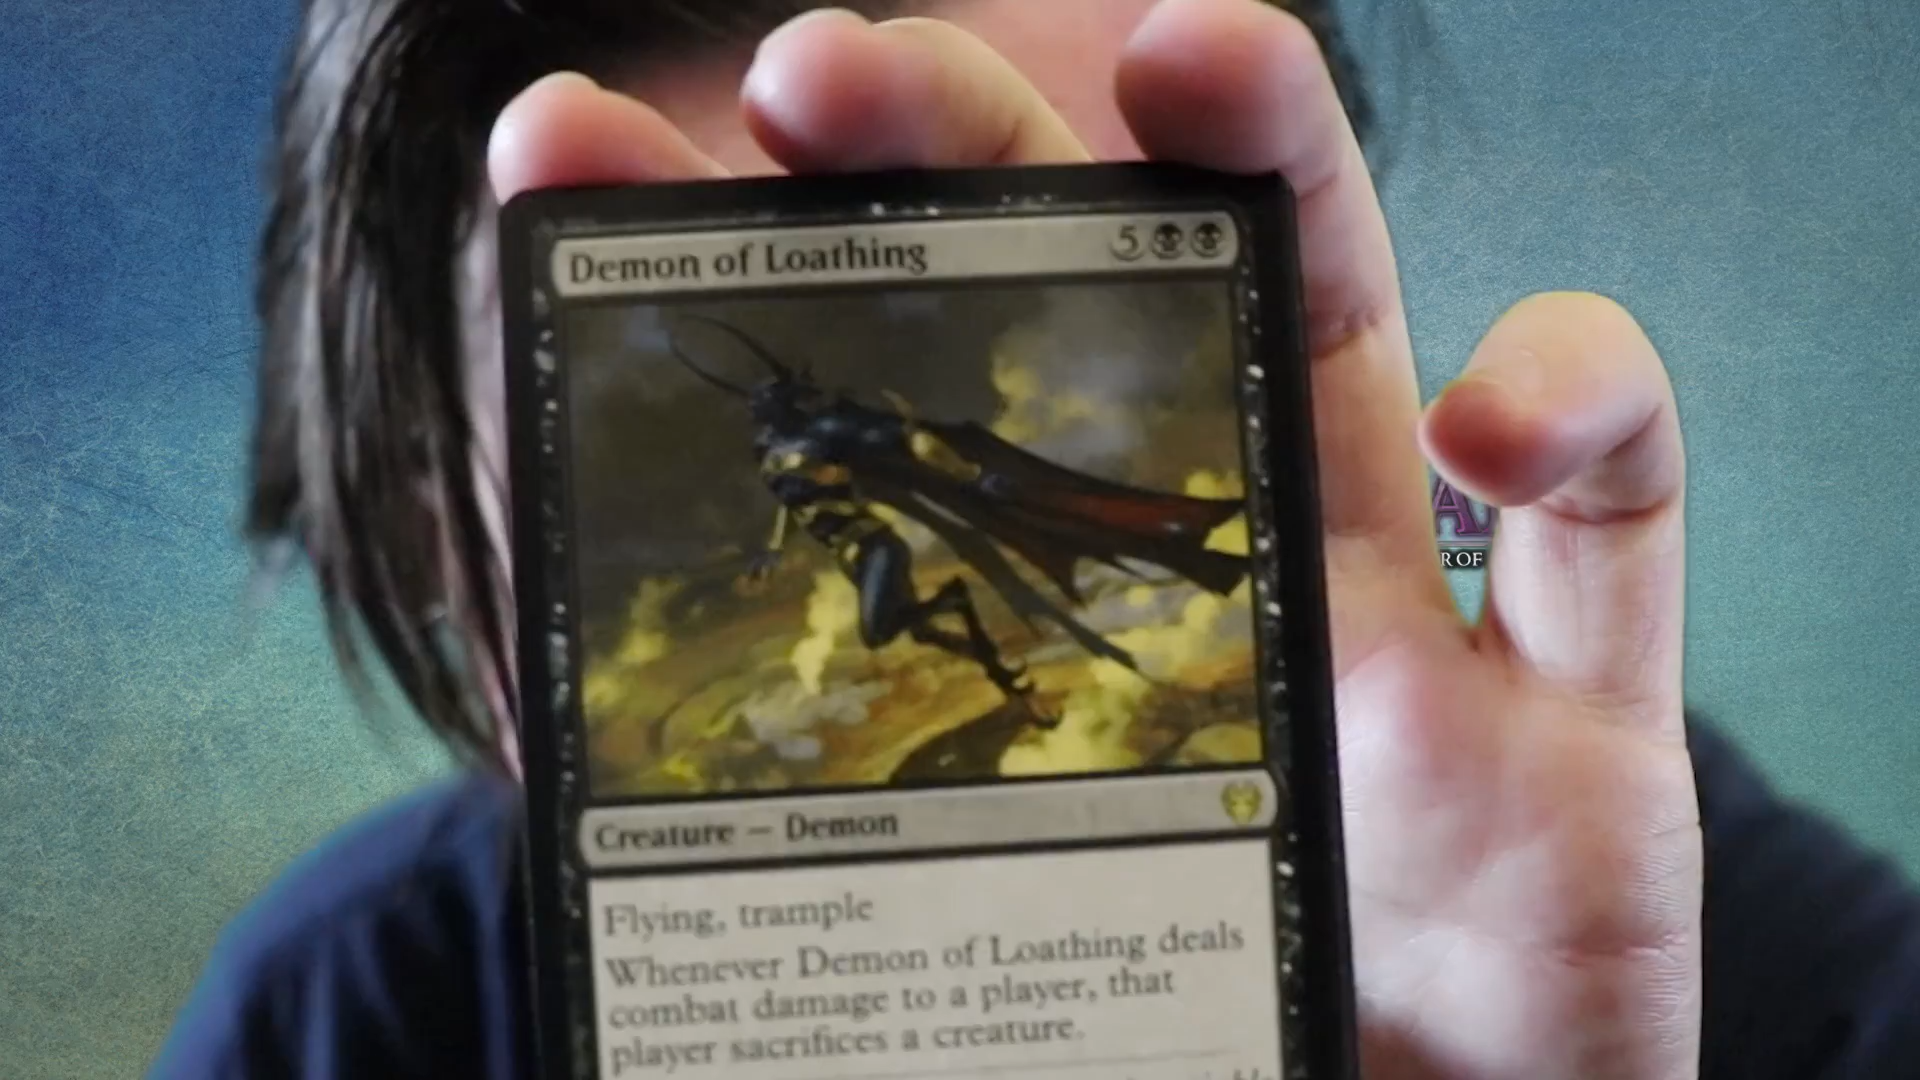 Demon of Loathing 5
Creature — Demon
Flying, trample
Whenever Demon of Loathing deals
combat damage to a player, that
player sacrifices a creature.
R OF